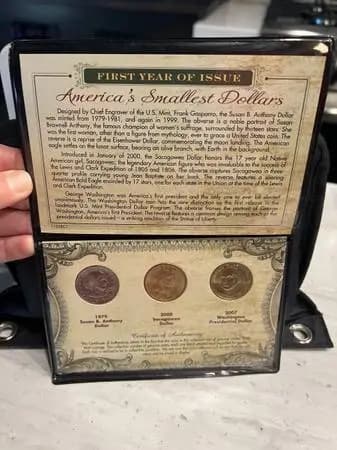 FIRST YEAR OF ISSUE
America's Smallest Dollars
Designed by Chief Engraver of the U.S. Mint, Frank Gasparro, the Susan B. Anthony Dollar
was minted from 1979-1981, and again in 1999. The obverse is a noble portrait of Susan
Brownell Anthony, the famous champion of women's suffrage, surrounded by thirteen stars. She
was the first woman, other than a figure from mythology, ever to grace a United States coin. The
reverse is a reprise of the Eisenhower Dollar, commemorating the moon landing. The American
eagle settles on the lunar surface, bearing an olive branch, with Earth in the background.
Introduced in January of 2000, the Sacagawea Dollar honors the 17 year old Native
American girl, Sacagawea; the legendary American figure who was invaluable to the success of
the Lewis and Clark Expedition of 1805 and 1806. The obverse captures Sacagawea in three-
quarter profile carrying young Jean Baptiste on her back. The reverse features a soaring
American Bald Eagle encircled by 17 stars, one for each state in the Union at the time of the Lewis
and Clark Expedition.
George Washington was America's first president and the only one to ever be elected
unanimously. The Washington Dollar coin has the rare distinction as the first release in the
landmark U.S. Mint Presidential Dollar Program. The obverse frames the portrait of George
Washington, America's First President. The reverse features a common design among each of the
presidential dollars issued – a striking rendition of the Statue of Liberty.
1979
Susan B. Anthony
Dollar
2000
Sacagawea
Dollar
2007
Washington
Presidential Dollar
Certificate of Authenticity